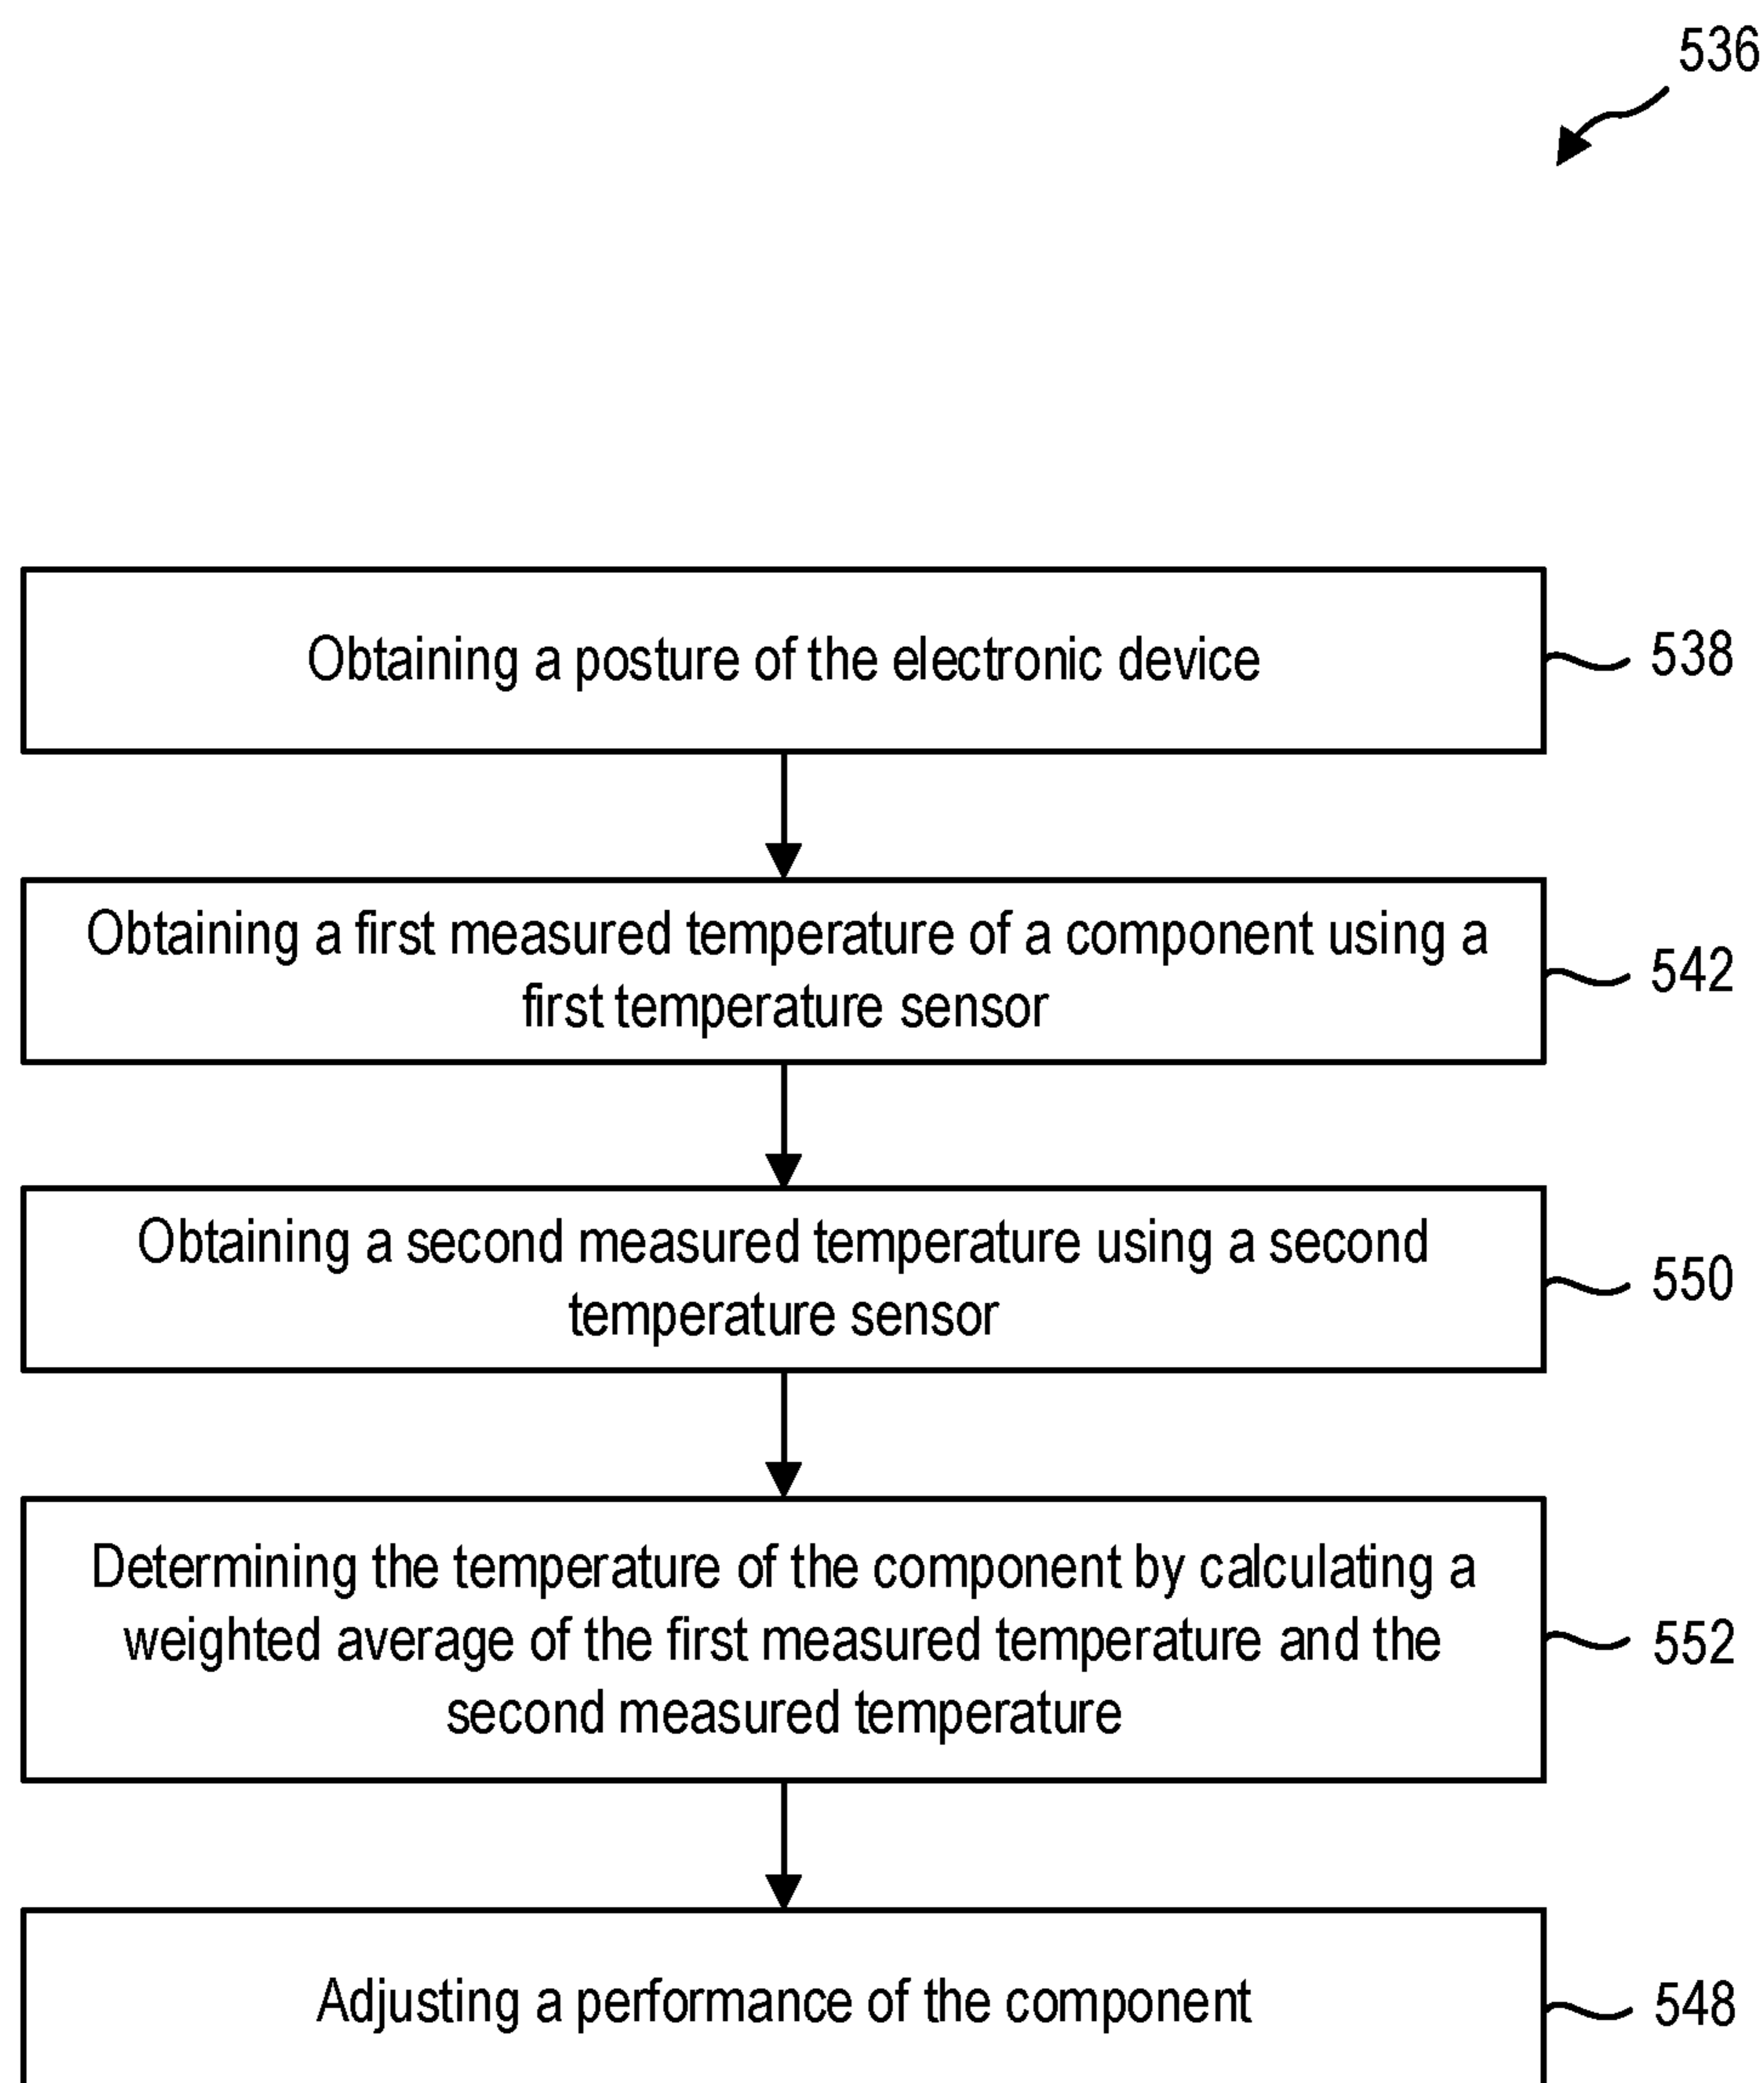 536
Obtaining a posture of the electronic device
538
Obtaining a first measured temperature of a component using a
first temperature sensor
542
Obtaining a second measured temperature using a second
temperature sensor
550
Determining the temperature of the component by calculating a
weighted average of the first measured temperature and the
second measured temperature
552
Adjusting a performance of the component
548